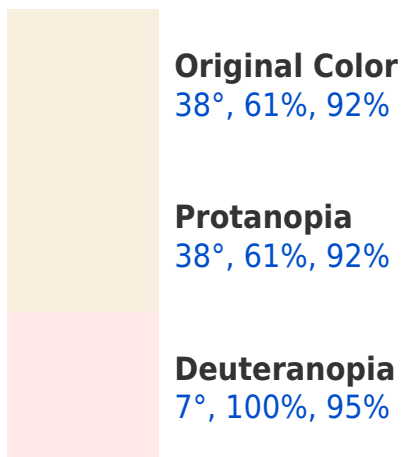 Original Color
38°, 61%, 92%
Protanopia
38°, 61%, 92%
Deuteranopia
7°, 100%, 95%